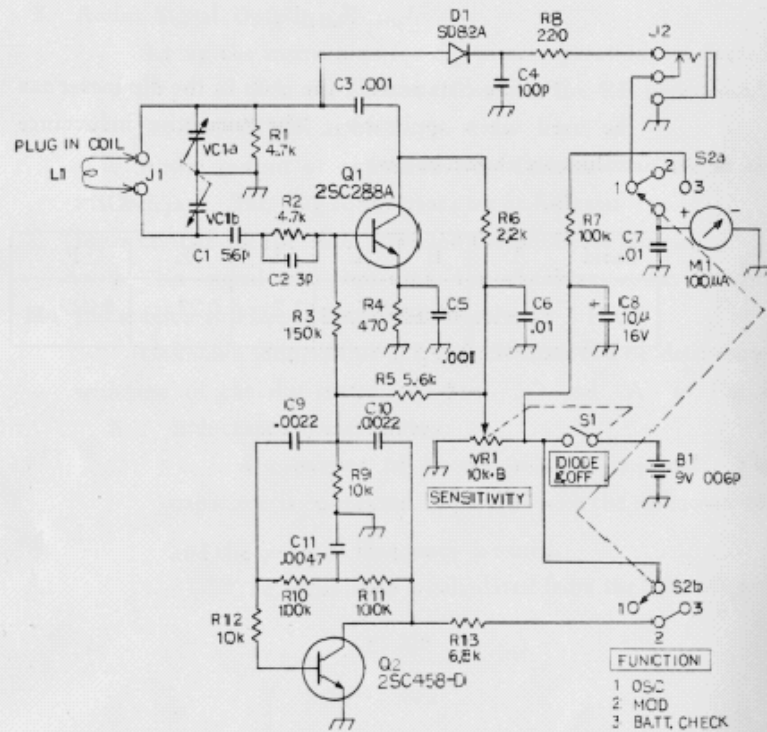 D1
SD82A
R8
220
J2
C3 .001
C4
100P
PLUG IN COIL
L1
J1
VC1a
VC1b
R1
4.7k
R2
4.7k
C1 56p
C2 3p
Q1
2SC288A
R6
2.2k
R7
100k
S2a
1
2
3
+
-
C7
.01
M1
100μA
R3
150k
R4
470
C5
.001
C6
.01
+
C8
10μ
16V
R5 5.6k
C9
.0022
C10
.0022
R9
10k
VR1
10k·B
SENSITIVITY
S1
DIODE
&OFF
B1
9V 006P
C11
.0047
R10
100k
R11
100k
R12
10k
Q2
2SC458-D
R13
6.8k
S2b
1
2
3
FUNCTION
1 OSC
2 MOD
3 BATT. CHECK